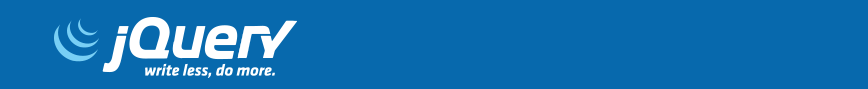 jQuery
write less, do more.